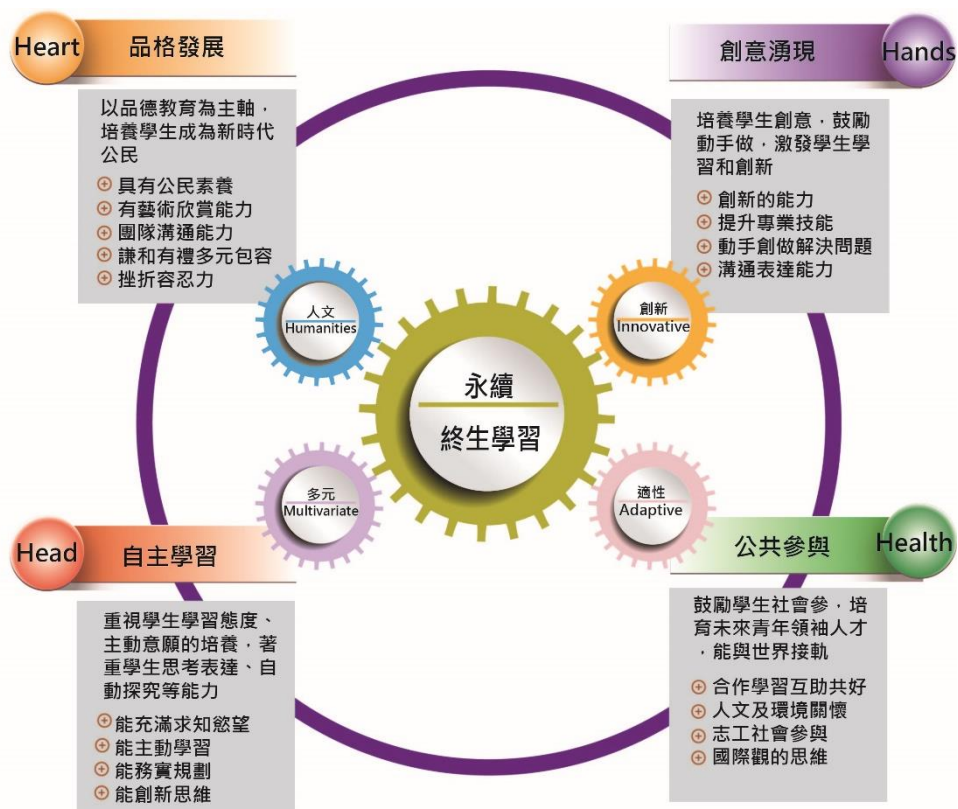 Heart
品格發展
以品德教育為主軸，
培養學生成為新時代
公民
具有公民素養
有藝術欣賞能力
團隊溝通能力
謙和有禮多元包容
挫折容忍力
創意湧現
Hands
培養學生創意，鼓勵
動手做，激發學生學
習和創新
創新的能力
提升專業技能
動手創做解決問題
溝通表達能力
人文
Humanities
創新
Innovative
永續
終生學習
多元
Multivariate
適性
Adaptive
Head
自主學習
重視學生學習態度、
主動意願的培養，著
重學生思考表達、自
動探究等能力
能充滿求知慾望
能主動學習
能務實規劃
能創新思維
公共參與
Health
鼓勵學生社會參，培
育未來青年領袖人才
，能與世界接軌
合作學習互助共好
人文及環境關懷
志工社會參與
國際觀的思維